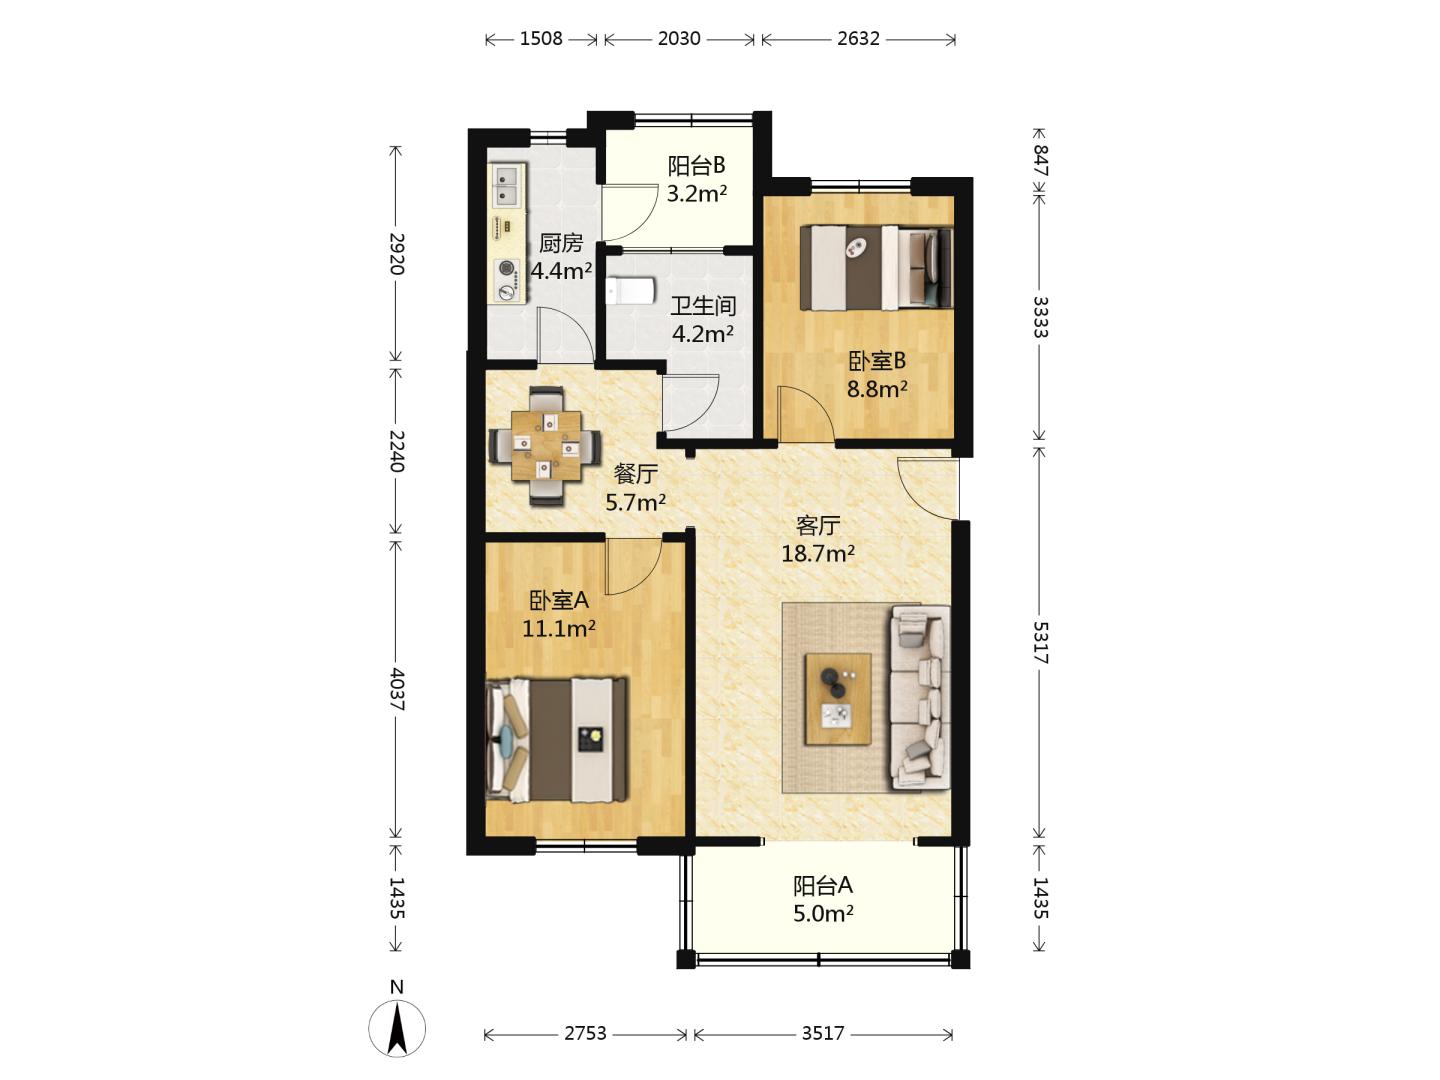 1508
2030
2632
阳台B
3.2m²
847
厨房
4.4m²
2920
卫生间
4.2m²
3333
卧室B
8.8m²
2240
餐厅
5.7m²
客厅
18.7m²
卧室A
11.1m²
5317
4037
阳台A
5.0m²
1435
1435
N
2753
3517